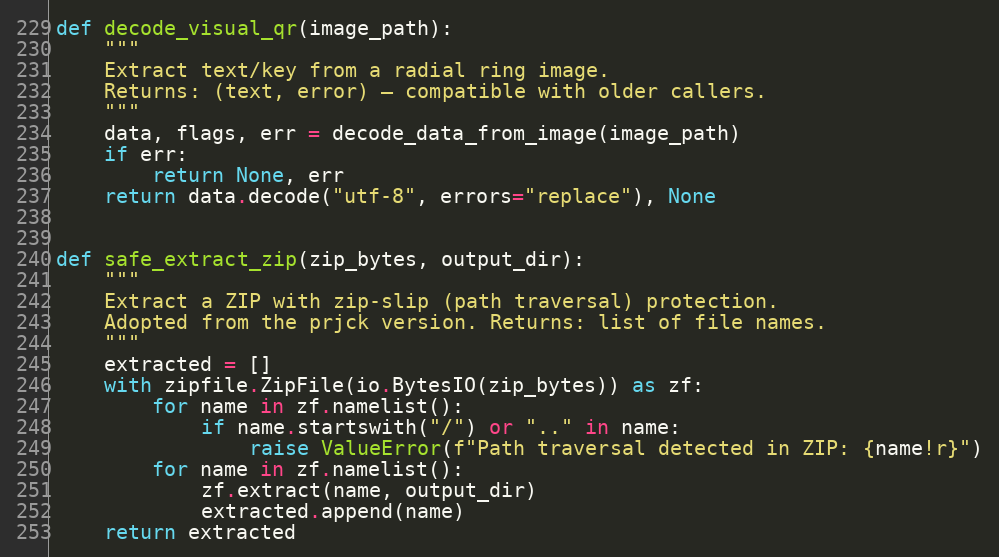 229 def decode_visual_qr(image_path):
230     """
231     Extract text/key from a radial ring image.
232     Returns: (text, error) — compatible with older callers.
233     """
234     data, flags, err = decode_data_from_image(image_path)
235     if err:
236         return None, err
237     return data.decode("utf-8", errors="replace"), None
238
239
240 def safe_extract_zip(zip_bytes, output_dir):
241     """
242     Extract a ZIP with zip-slip (path traversal) protection.
243     Adopted from the prjck version. Returns: list of file names.
244     """
245     extracted = []
246     with zipfile.ZipFile(io.BytesIO(zip_bytes)) as zf:
247         for name in zf.namelist():
248             if name.startswith("/") or ".." in name:
249                 raise ValueError(f"Path traversal detected in ZIP: {name!r}")
250         for name in zf.namelist():
251             zf.extract(name, output_dir)
252             extracted.append(name)
253     return extracted